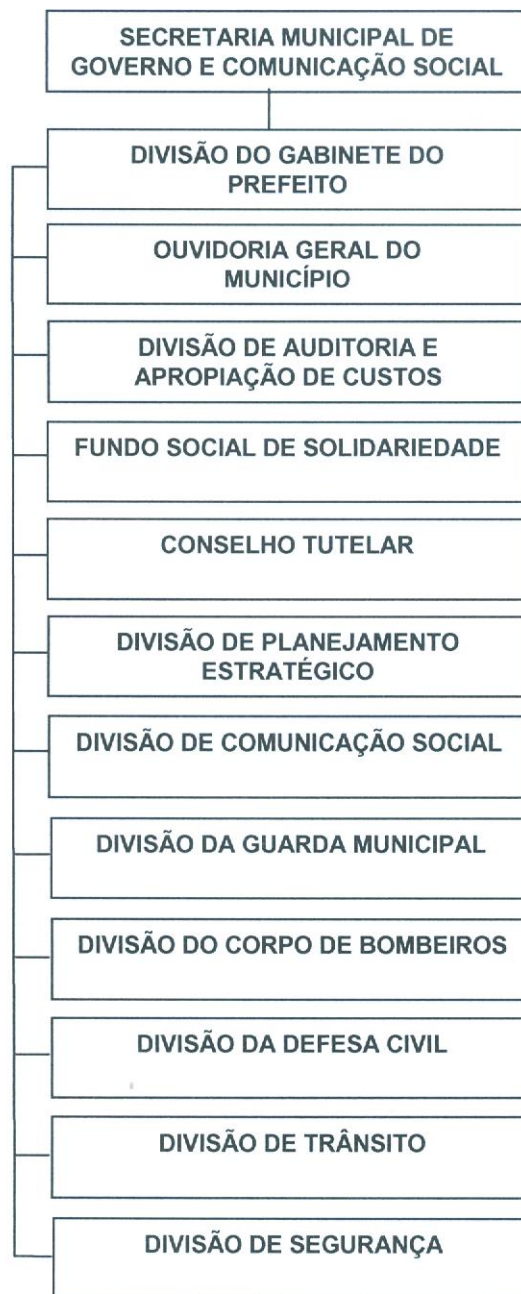 SECRETARIA MUNICIPAL DE
GOVERNO E COMUNICAÇÃO SOCIAL
DIVISÃO DO GABINETE DO
PREFEITO
OUVIDORIA GERAL DO
MUNICÍPIO
DIVISÃO DE AUDITORIA E
APROPIAÇÃO DE CUSTOS
FUNDO SOCIAL DE SOLIDARIEDADE
CONSELHO TUTELAR
DIVISÃO DE PLANEJAMENTO
ESTRATÉGICO
DIVISÃO DE COMUNICAÇÃO SOCIAL
DIVISÃO DA GUARDA MUNICIPAL
DIVISÃO DO CORPO DE BOMBEIROS
DIVISÃO DA DEFESA CIVIL
DIVISÃO DE TRÂNSITO
DIVISÃO DE SEGURANÇA